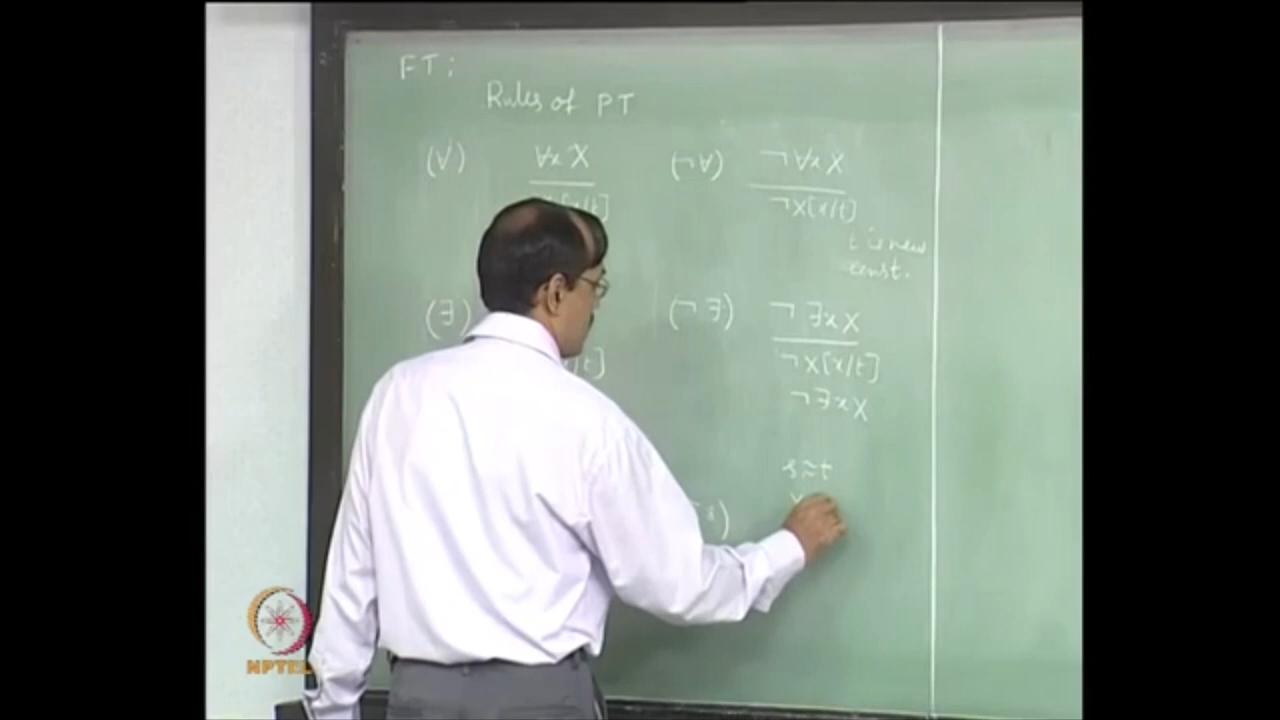 FT:
Rules of PT
(∀) ∀x X (¬∀) ¬∀x X
[x/t] ¬X[x/t]
t is new
const.
(∃) (¬∃) ¬∃x X
/t] ¬X[x/t]
¬∃x X
s≈t
NPTEL